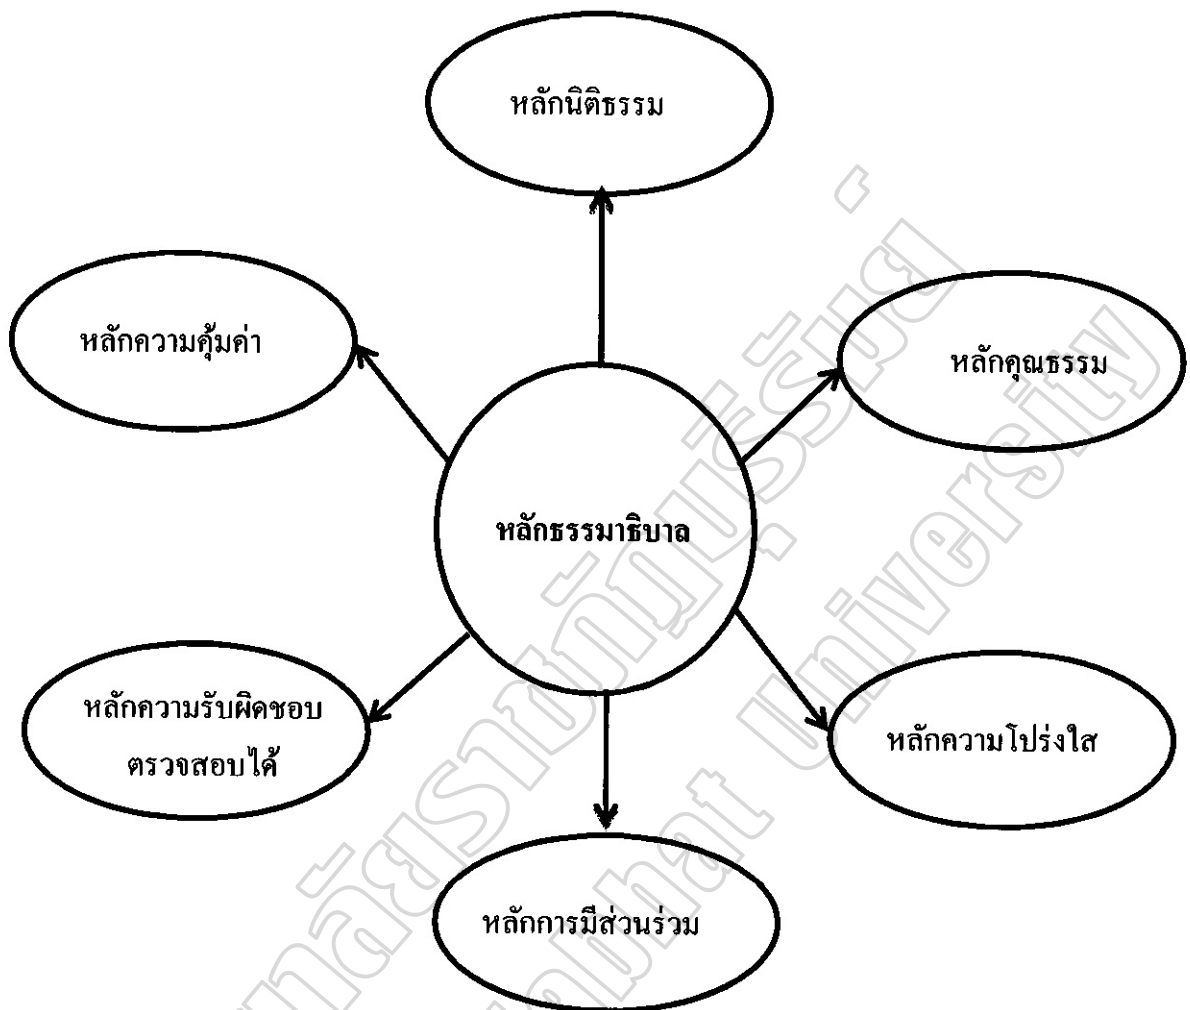 หลักนิติธรรม
หลักความคุ้มค่า
หลักคุณธรรม
หลักธรรมาธิบาล
หลักความรับผิดชอบ
ตรวจสอบได้
หลักความโปร่งใส
หลักการมีส่วนร่วม
University